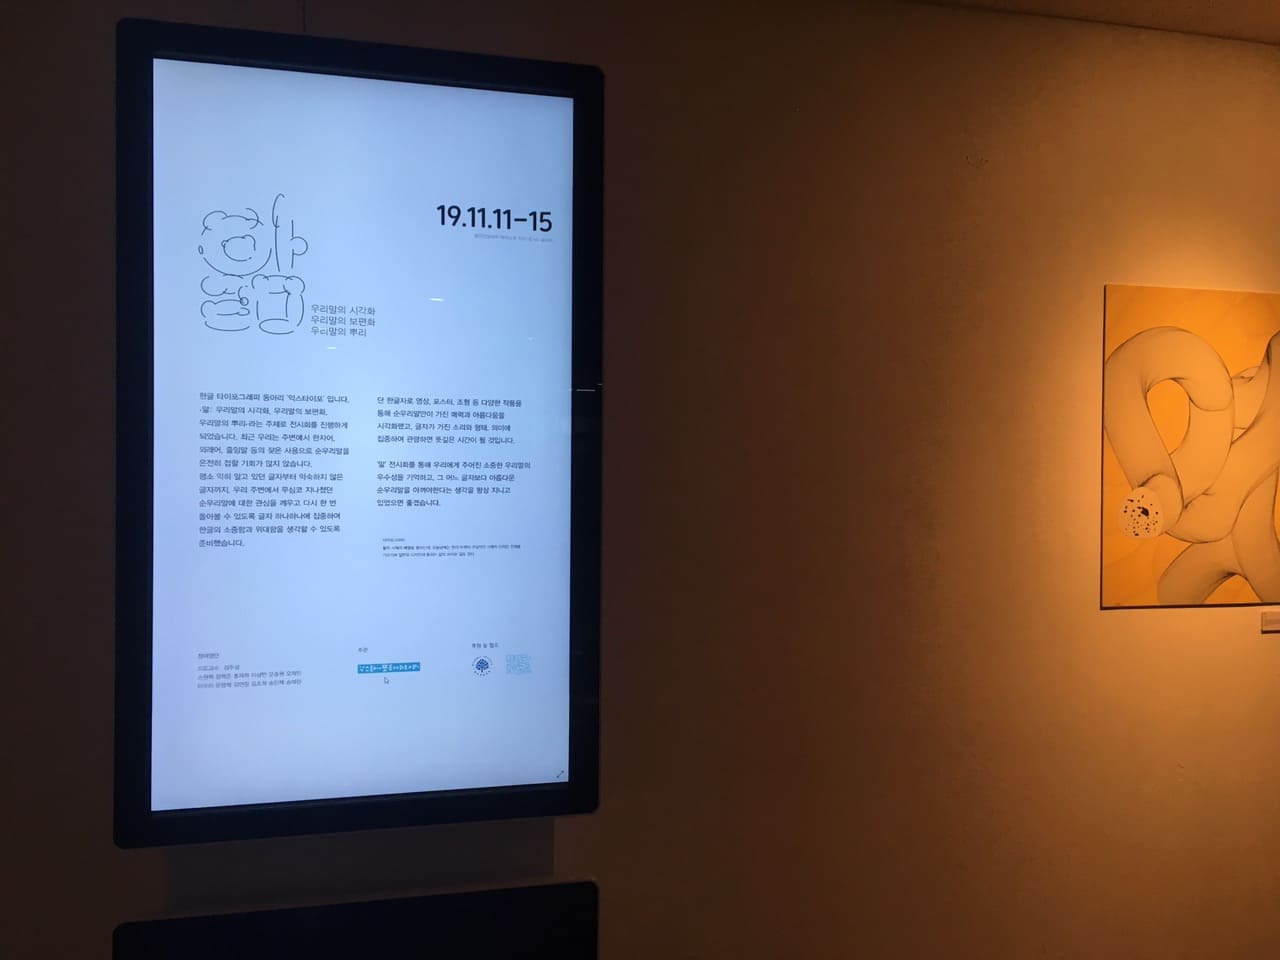 19.11.11–15
우리말의 시각화
우리말의 보편화
우리말의 뿌리
한글 타이포그래피 동아리 '익스타이포' 입니다.
우리말의 시각화, 우리말의 보편화,
우리말의 뿌리-라는 주제로 전시회를 진행하게
되었습니다. 최근 우리는 주변에서 한자어,
외래어, 줄임말 등의 잦은 사용으로 순우리말을
온전히 접할 기회가 많지 않습니다.
평소 익히 알고 있던 글자부터 익숙하지 않은
글자까지, 우리 주변에서 무심코 지나쳤던
순우리말에 대한 관심을 깨우고 다시 한 번
돌아볼 수 있도록 글자 하나하나에 집중하여
한글의 소중함과 위대함을 생각할 수 있도록
준비했습니다.
단 한글자로 영상, 포스터, 조형 등 다양한 작품을
통해 순우리말만이 가진 매력과 아름다움을
시각화했고, 글자가 가진 소리와 형태, 의미에
집중하여 관람하면 뜻깊은 시간이 될 것입니다.
전시회를 통해 우리에게 주어진 소중한 우리말의
우수성을 기억하고, 그 어느 글자보다 아름다운
순우리말을 아껴야한다는 생각을 항상 지니고
있었으면 좋겠습니다.
참여명단
지도교수
주관
후원 및 협조